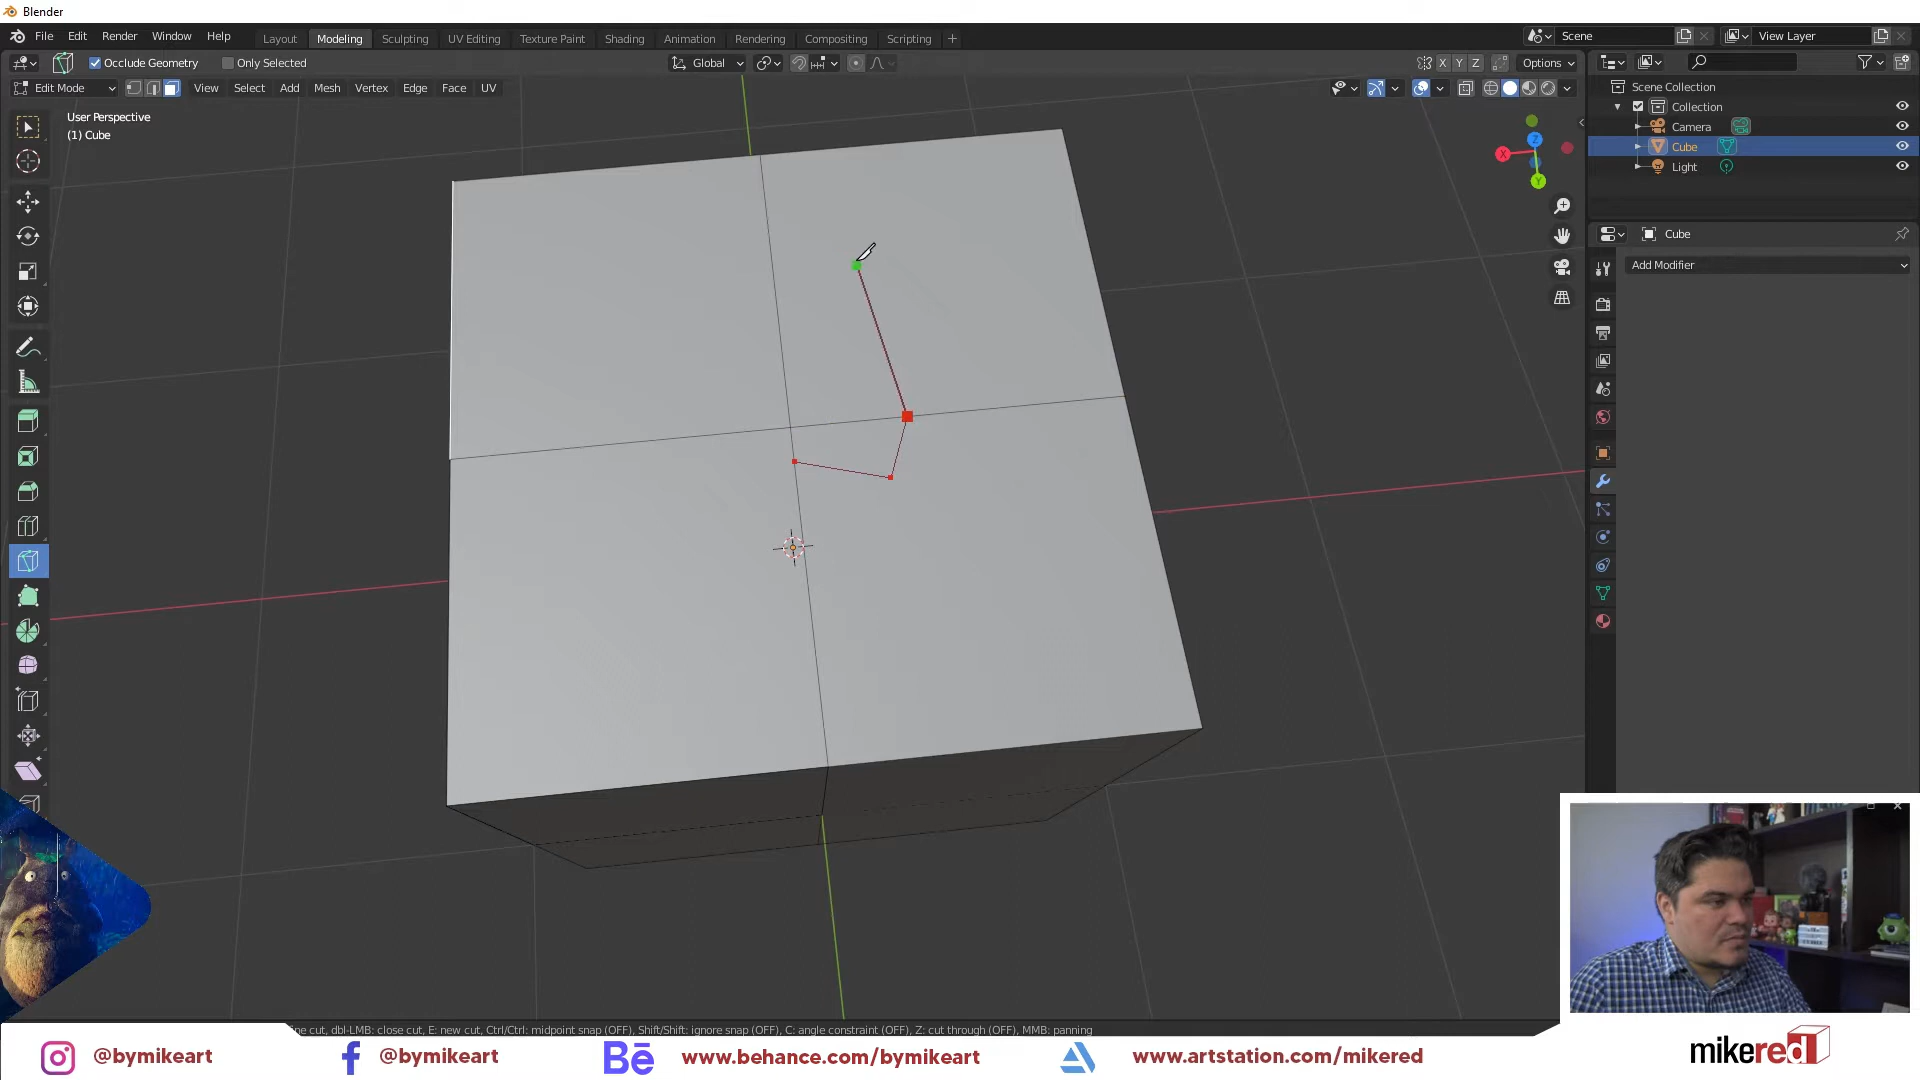 Blender
File Edit Render Window Help Layout Modeling Sculpting UV Editing Texture Paint Shading Animation Rendering Compositing Scripting + Scene View Layer
Occlude Geometry Only Selected Global X Y Z Options
Edit Mode View Select Add Mesh Vertex Edge Face UV
Scene Collection
Collection
Camera
Cube
Light
User Perspective
(1) Cube
X
Z
Y
Cube
Add Modifier
cut, dbl-LMB: close cut, E: new cut, Ctrl/Ctrl: midpoint snap (OFF), Shift/Shift: ignore snap (OFF), C: angle constraint (OFF), Z: cut through (OFF), MMB: panning
@bymikeart @bymikeart Bē www.behance.com/bymikeart www.artstation.com/mikered mikered